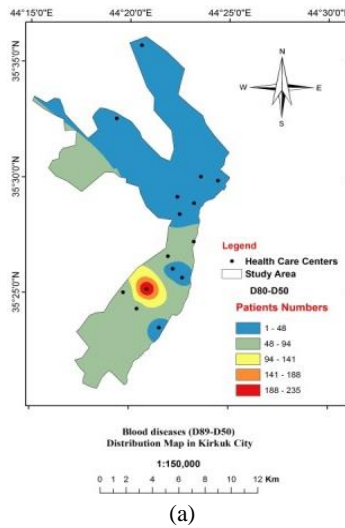 44°15'0"E 44°20'0"E 44°25'0"E 44°30'0"E
35°35'0"N
35°30'0"N
35°25'0"N
N
W E
S
Legend
Health Care Centers
Study Area
D80-D50
Patients Numbers
1 - 48
48 - 94
94 - 141
141 - 188
188 - 235
Blood diseases (D89-D50)
Distribution Map in Kirkuk City
1:150,000
0 1 2 4 6 8 10 12 Km
(a)